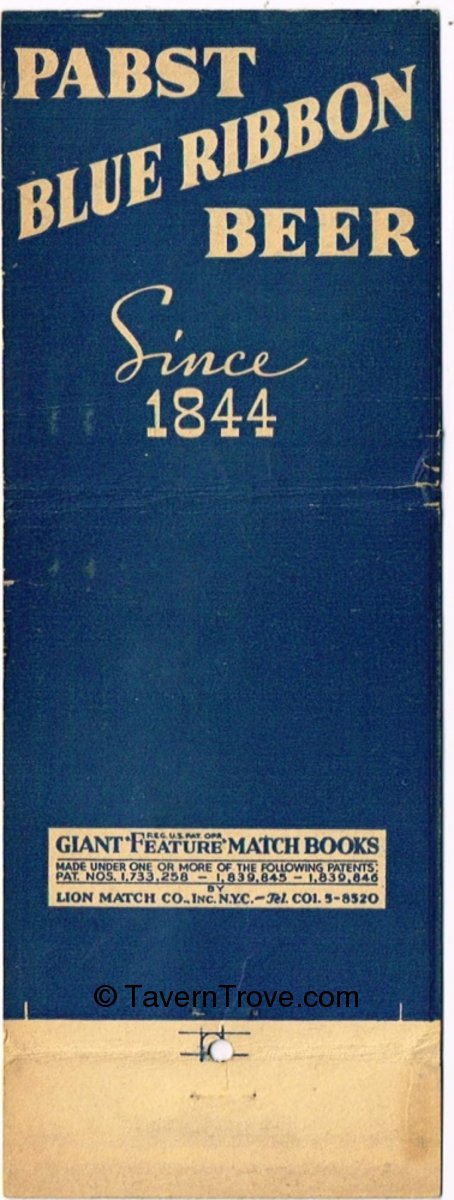 PABST
BLUE RIBBON
BEER
Since
1844
REG. U.S. PAT. OFF.
GIANT "FEATURE" MATCH BOOKS
MADE UNDER ONE OR MORE OF THE FOLLOWING PATENTS:
PAT. NOS. 1,733,258 — 1,839,845 — 1,839,846
BY
LION MATCH CO., INC. N.Y.C. — Tel. COl. 5-8520
© TavernTrove.com